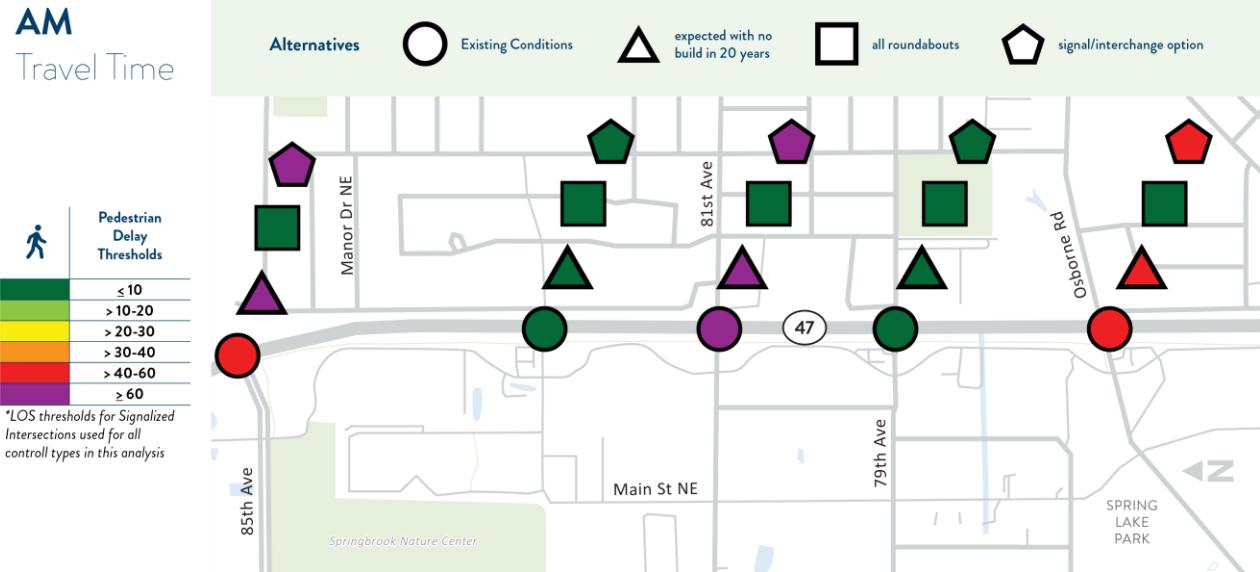 AM
Travel Time
Alternatives
Existing Conditions
expected with no
build in 20 years
all roundabouts
signal/interchange option
Pedestrian
Delay
Thresholds
≤ 10
> 10-20
> 20-30
> 30-40
> 40-60
≥ 60
*LOS thresholds for Signalized
Intersections used for all
controll types in this analysis
Manor Dr NE
81st Ave
Osborne Rd
47
85th Ave
79th Ave
Main St NE
Springbrook Nature Center
SPRING
LAKE
PARK
N